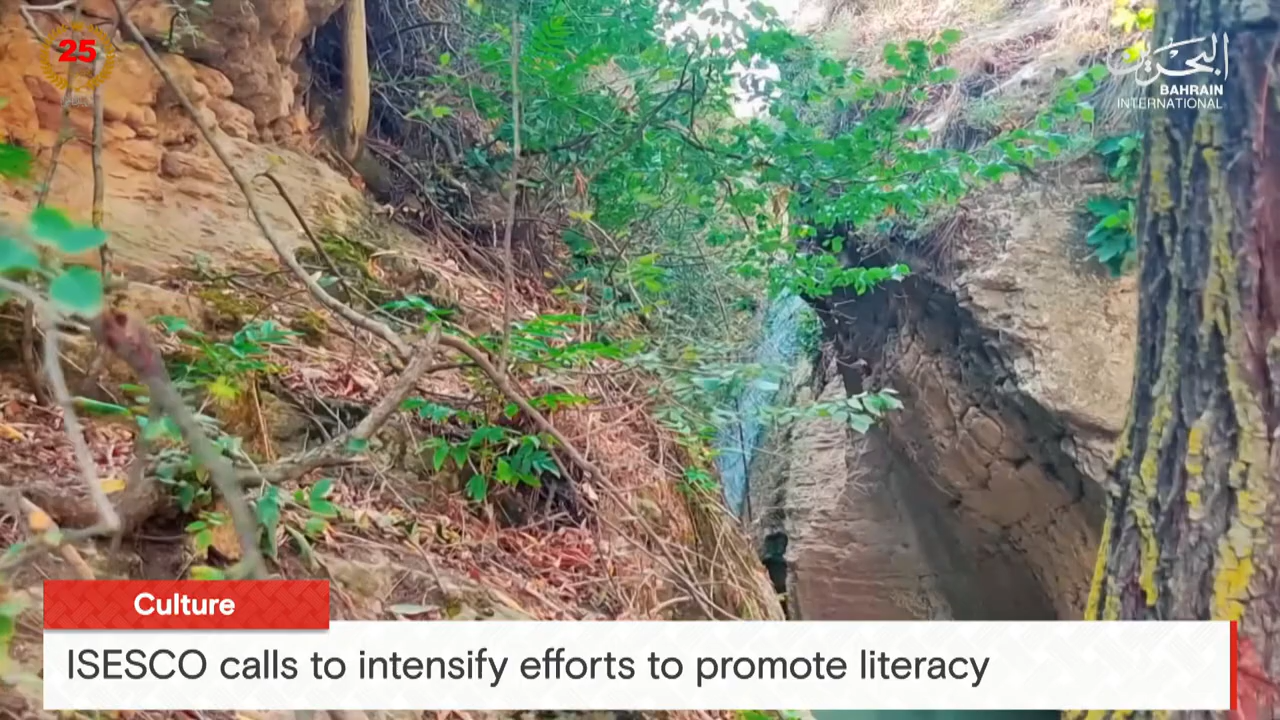 25
البحرين
BAHRAIN
INTERNATIONAL
Culture
ISESCO calls to intensify efforts to promote literacy